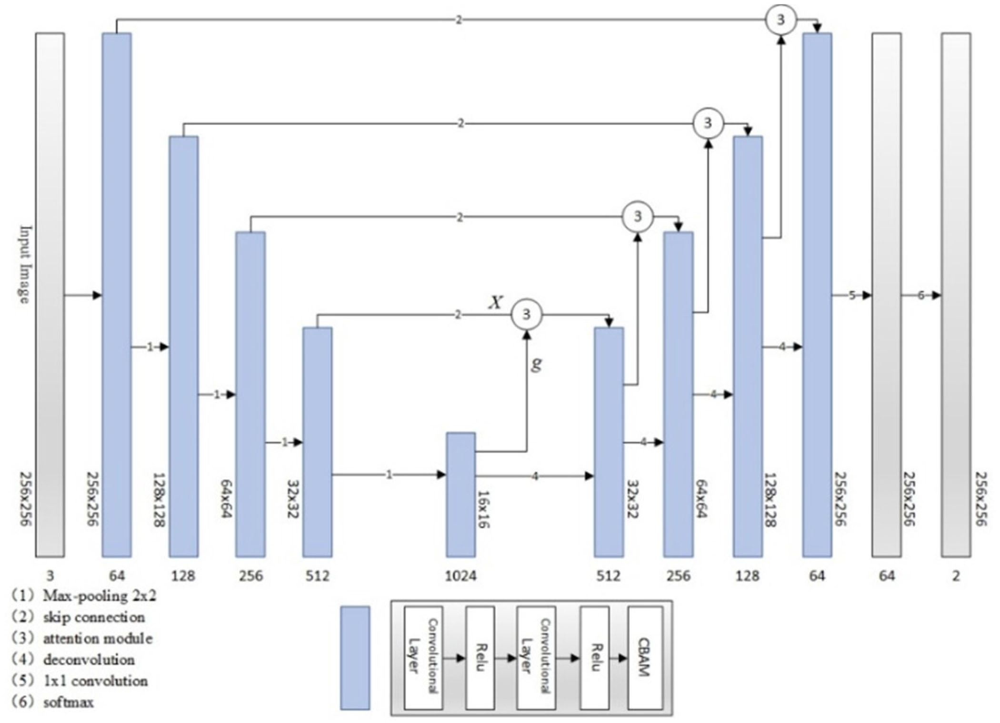 2
3
2
3
2
3
X
2
3
g
Input Image
5
6
1
4
1
4
1
4
1
4
256x256
256x256
128x128
64x64
32x32
16x16
32x32
64x64
128x128
256x256
256x256
256x256
3
64
128
256
512
1024
512
256
128
64
64
2
(1) Max-pooling 2x2
(2) skip connection
(3) attention module
(4) deconvolution
(5) 1x1 convolution
(6) softmax
Convolutional
Layer
Relu
Convolutional
Layer
Relu
CBAM